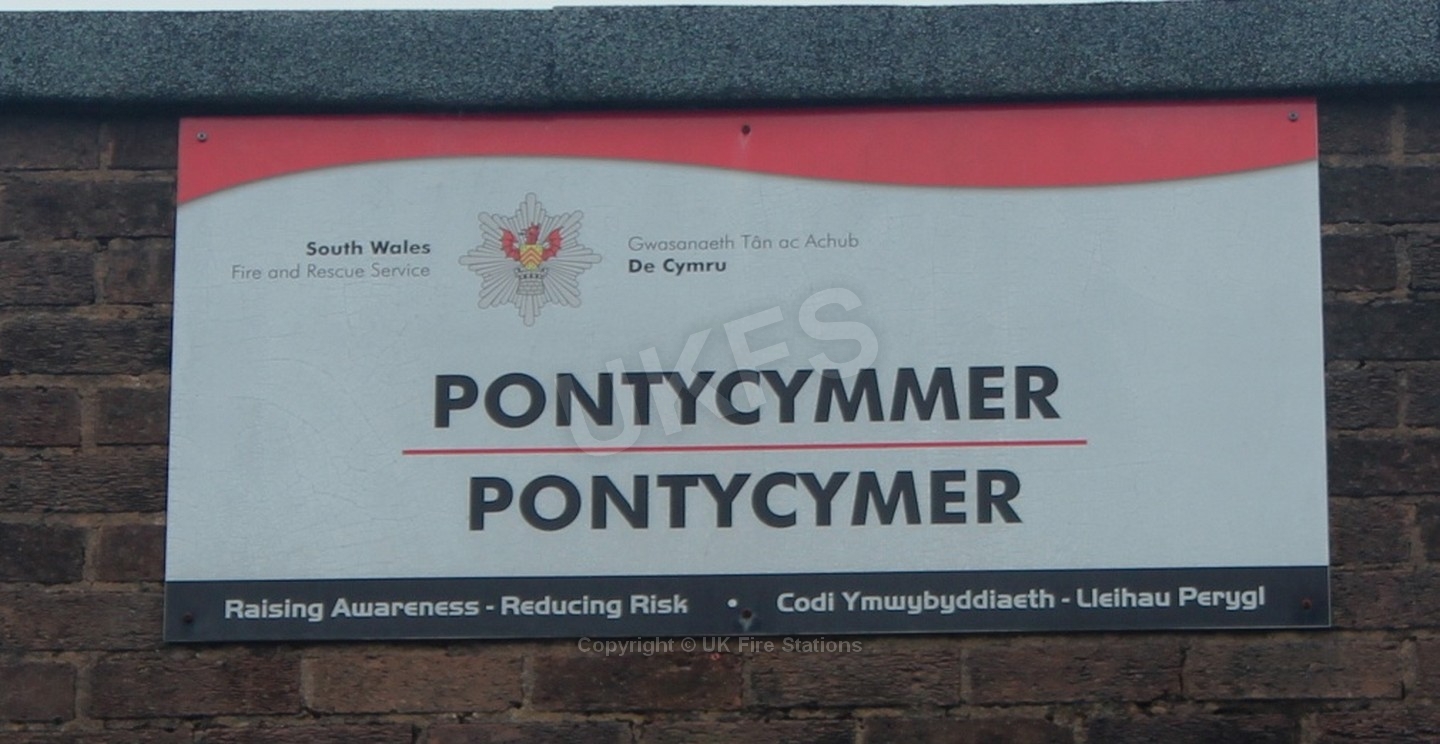 South Wales
Fire and Rescue Service
Gwasanaeth Tân ac Achub
De Cymru
UKFS
PONTYCYMMER
PONTYCYMER
Raising Awareness - Reducing Risk • Codi Ymwybyddiaeth - Lleihau Perygl
Copyright © UK Fire Stations